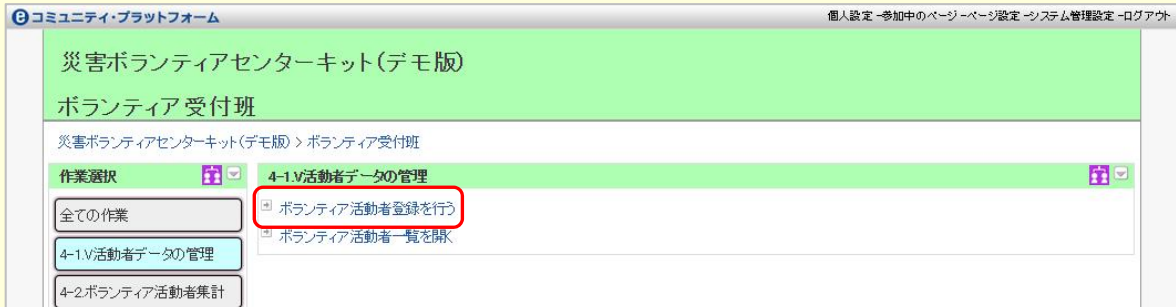 eコミュニティ・プラットフォーム
個人設定 -参加中のページ -ページ設定 -システム管理設定 -ログアウト
災害ボランティアセンターキット(デモ版)
ボランティア受付班
災害ボランティアセンターキット(デモ版) > ボランティア受付班
作業選択
4-1.V活動者データの管理
全ての作業
ボランティア活動者登録を行う
ボランティア活動者一覧を開く
4-1.V活動者データの管理
4-2.ボランティア活動者集計